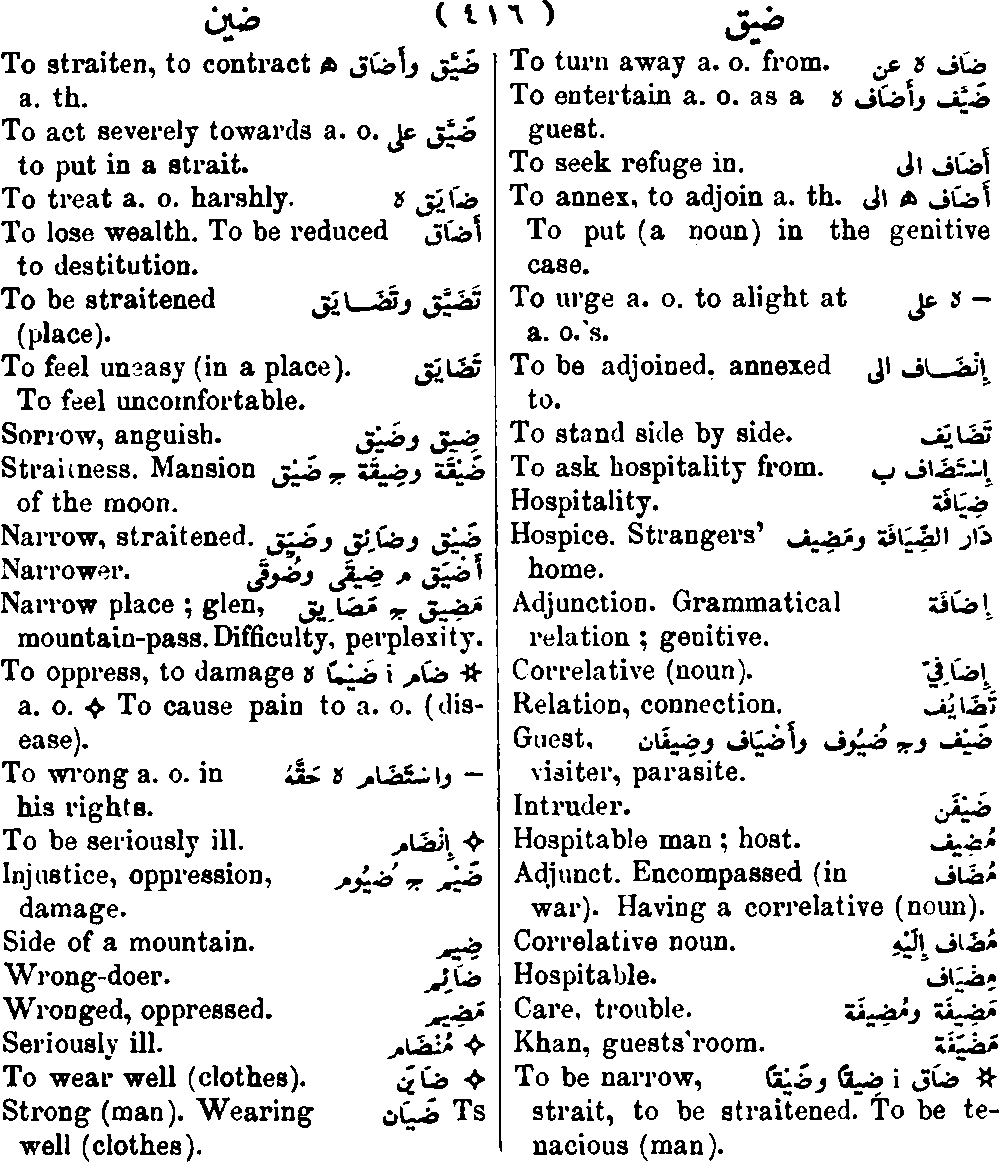 ضين ( ٤١٦ ) ضيق
To turn away a. o. from. ضَاف لا عن
To entertain a. o. as a ضَيَّف وأَضَاف لا
guest.
To seek refuge in. أَضَاف الى
To annex, to adjoin a. th. أَضَاف ه الى
To put (a noun) in the genitive
case.
To urge a. o. to alight at — لا على
a. o.'s.
To be adjoined, annexed إِنْضَاف الى
to.
To stand side by side. تَضَايَف
To ask hospitality from. إِسْتَضَاف ب
Hospitality. ضِيَافَة
Hospice. Strangers' دَار الضِّيَافَة ومَضِيف
home.
Adjunction. Grammatical إِضَافَة
relation ; genitive.
Correlative (noun). إِضَافِيّ
Relation, connection. تَضَايُف
Guest, ضَيْف وج ضُيُوف وأَضْيَاف وضِيفَان
visiter, parasite.
Intruder. ضَيْفَن
Hospitable man ; host. مُضِيف
Adjunct. Encompassed (in مُضَاف
war). Having a correlative (noun).
Correlative noun. مُضَاف إِلَيْهِ
Hospitable. مِضْيَاف
Care, trouble. مَضِيفَة ومُضِيفَة
Khan, guests'room. مَضْيَفَة
To be narrow, ☆ ضَاق i ضِيقًا وضَيْقًا
strait, to be straitened. To be te-
nacious (man).
To straiten, to contract ضَيَّق وأَضَاق ه
a. th.
To act severely towards a. o. ضَيَّق على
to put in a strait.
To treat a. o. harshly. ضَايَق لا
To lose wealth. To be reduced أَضَاق
to destitution.
To be straitened تَضَيَّق وتَضَايَق
(place).
To feel uneasy (in a place). تَضَايَق
To feel uncomfortable.
Sorrow, anguish. ضِيق وضَيْق
Straitness. Mansion ضَيْقَة وضِيقَة ج ضَيْق
of the moon.
Narrow, straitened. ضَيْق وضَائِق وضَيِّق
Narrower. أَضْيَق م ضِيقَى وضُوقَى
Narrow place ; glen, مَضِيق ج مَضَايِق
mountain-pass. Difficulty, perplexity.
To oppress, to damage ☆ ضَام i ضَيْمًا لا
a. o. ✧ To cause pain to a. o. (dis-
ease).
To wrong a. o. in — واسْتَضَام لا حَقَّهُ
his rights.
To be seriously ill. ✧ إِنْضَام
Injustice, oppression, ضَيْم ج ضُيُوم
damage.
Side of a mountain. ضِيم
Wrong-doer. ضَائِم
Wronged, oppressed. مَضِيم
Seriously ill. ✧ مُنْضَام
To wear well (clothes). ✧ ضَايَن
Strong (man). Wearing ضَيَان Ts
well (clothes).